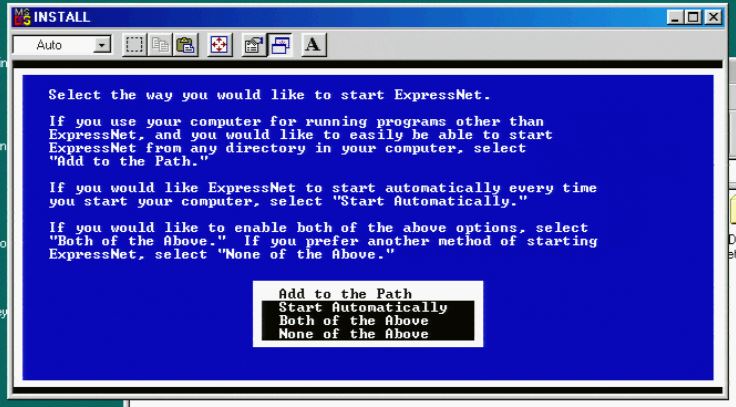 INSTALL
Auto
A
Select the way you would like to start ExpressNet.
If you use your computer for running programs other than
ExpressNet, and you would like to easily be able to start
ExpressNet from any directory in your computer, select
"Add to the Path."
If you would like ExpressNet to start automatically every time
you start your computer, select "Start Automatically."
If you would like to enable both of the above options, select
"Both of the Above."  If you prefer another method of starting
ExpressNet, select "None of the Above."
Add to the Path
Start Automatically
Both of the Above
None of the Above